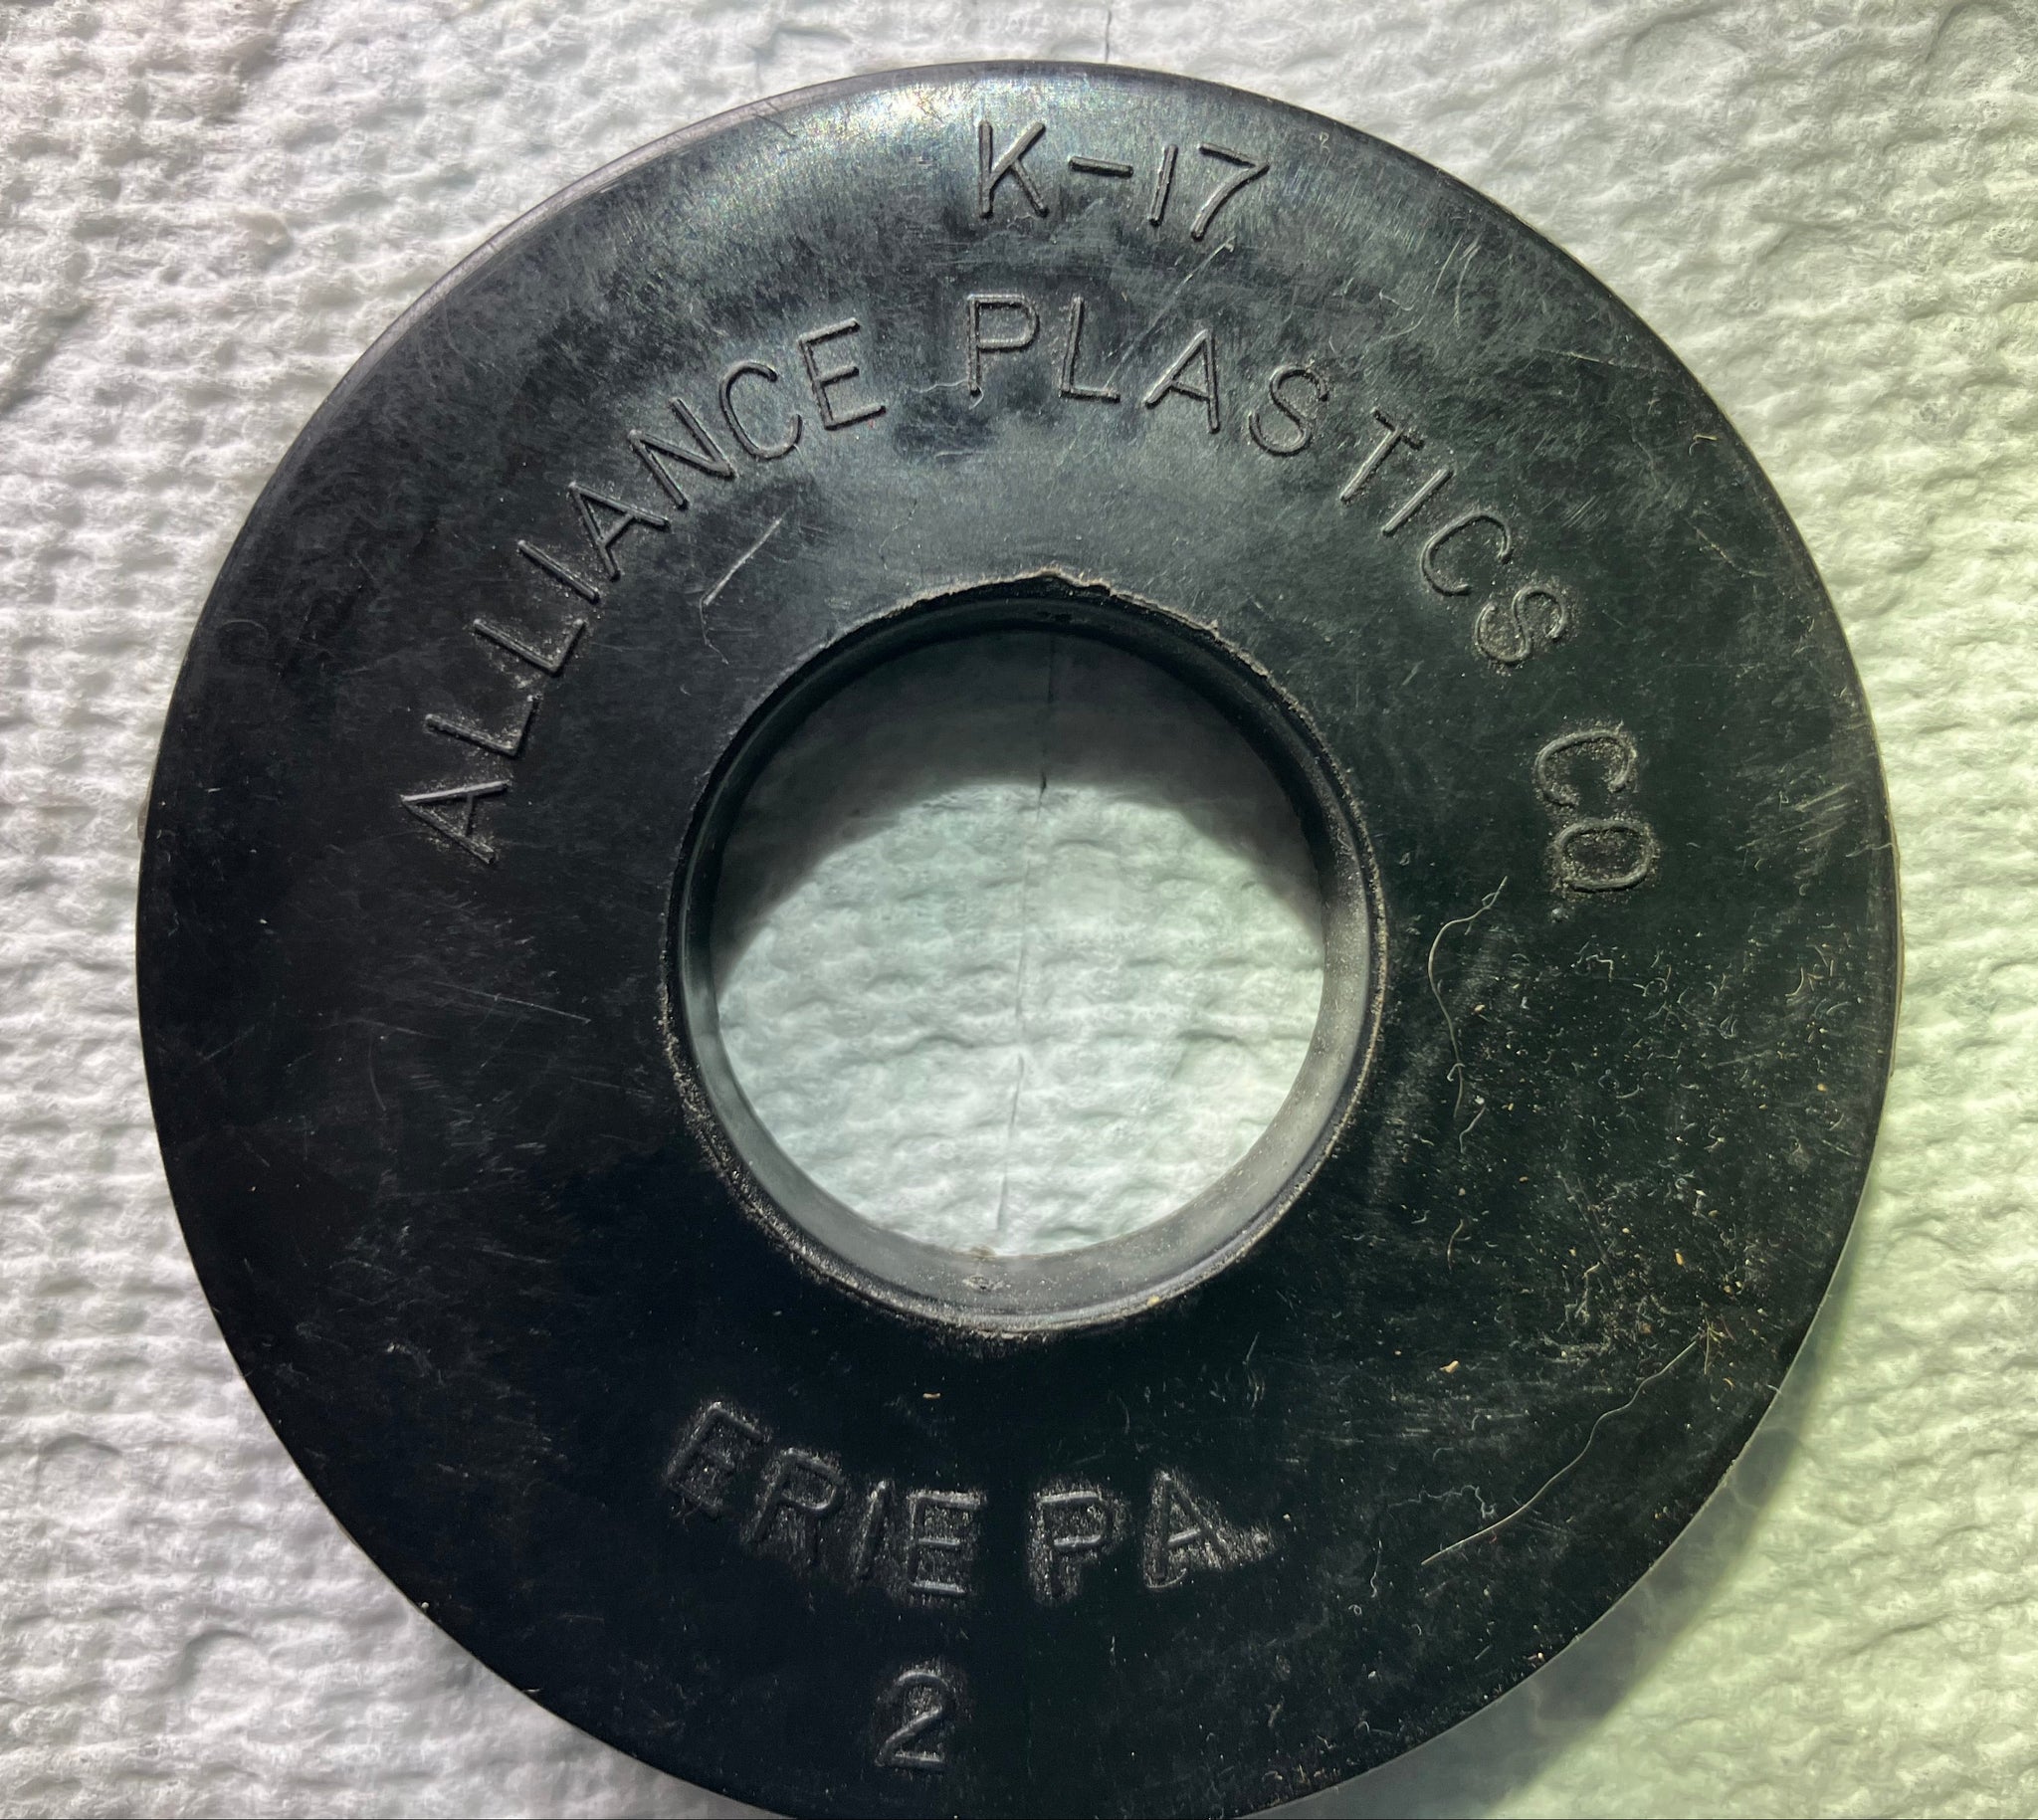 K-17
ALLIANCE PLASTICS CO
ERIE PA.
2